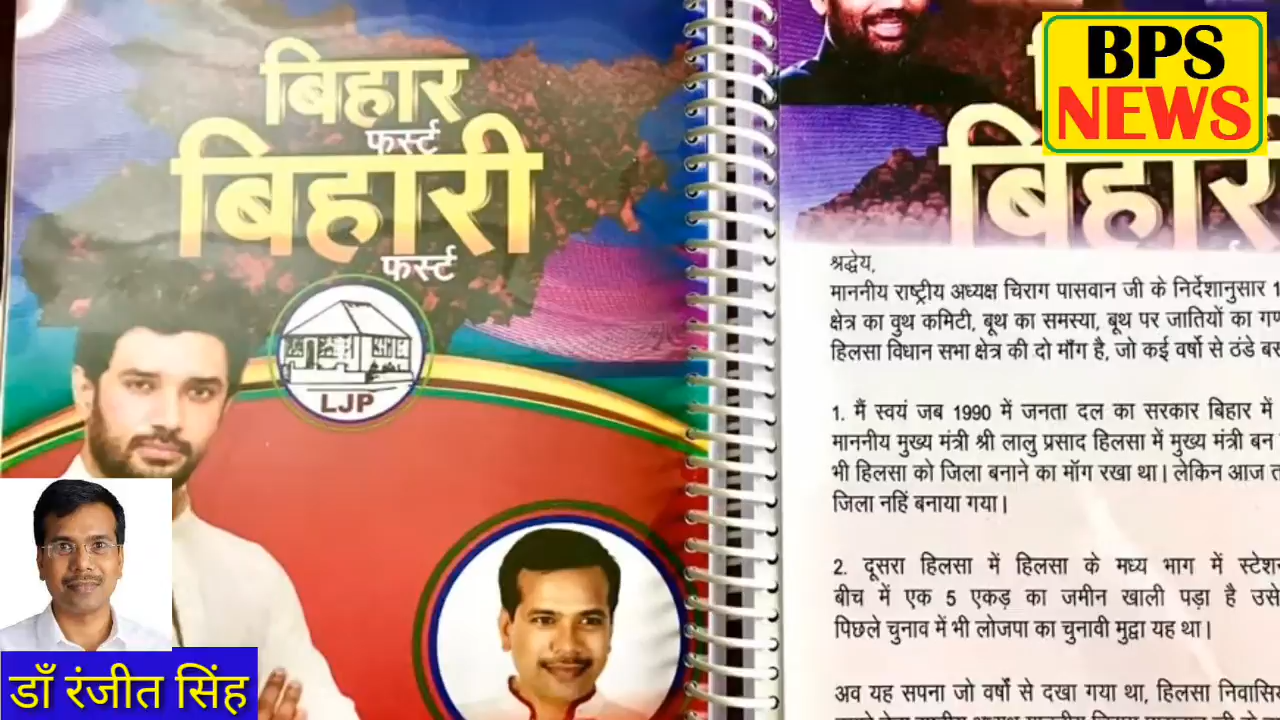 बिहार
फर्स्ट
बिहारी
फर्स्ट
LJP
डाँ रंजीत सिंह
BPS
NEWS
श्रद्धेय,
माननीय राष्ट्रीय अध्यक्ष चिराग पासवान जी के निर्देशानुसार
क्षेत्र का वुथ कमिटी, बूथ का समस्या, बूथ पर जातियों का
हिलसा विधान सभा क्षेत्र की दो माँग है, जो कई वर्षो से ठंडे
1. मैं स्वयं जब 1990 में जनता दल का सरकार बिहार में
माननीय मुख्य मंत्री श्री लालु प्रसाद हिलसा में मुख्य मंत्री बन
भी हिलसा को जिला बनाने का मॉग रखा था। लेकिन आज
जिला नहिं बनाया गया।
2. दूसरा हिलसा में हिलसा के मध्य भाग में
बीच में एक 5 एकड़ का जमीन खाली पड़ा है उसे
पिछले चुनाव में भी लोजपा का चुनावी मुद्वा यह था।
अव यह सपना जो वर्षो से दखा गया था, हिलसा